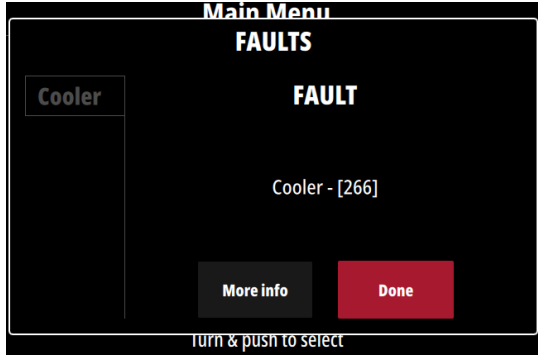 Main Menu
FAULTS
Cooler
FAULT
Cooler - [266]
More info
Done
Turn & push to select